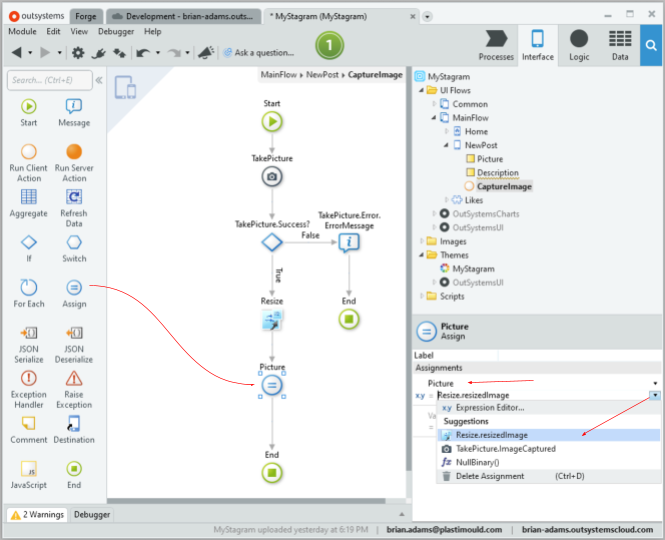 outsystems
Forge
Development - brian-adams.outs...
* MyStagram (MyStagram)
Module
Edit
View
Debugger
Help
Ask a question...
1
Processes
Interface
Logic
Data
Search... (Ctrl+E)
Start
Message
Run Client
Action
Run Server
Action
Aggregate
Refresh
Data
If
Switch
For Each
Assign
JSON
Serialize
JSON
Deserialize
Exception
Handler
Raise
Exception
Comment
Destination
JS
JavaScript
End
MainFlow ▸ NewPost ▸ CaptureImage
Start
TakePicture
TakePicture.Success?
False
TakePicture.Error.
ErrorMessage
True
Resize
End
Picture
End
MyStagram
UI Flows
Common
MainFlow
Home
NewPost
Picture
Description
CaptureImage
Likes
OutSystemsCharts
OutSystemsUI
Images
Themes
MyStagram
OutSystemsUI
Scripts
Picture
Assign
Label
Assignments
Picture
x.y = Resize.resizedImage
Va
=
x.y Expression Editor...
Suggestions
Resize.resizedImage
TakePicture.ImageCaptured
fz NullBinary()
Delete Assignment (Ctrl+D)
2 Warnings
Debugger
MyStagram uploaded yesterday at 6:19 PM | brian.adams@plastimould.com | brian-adams.outsystemscloud.com